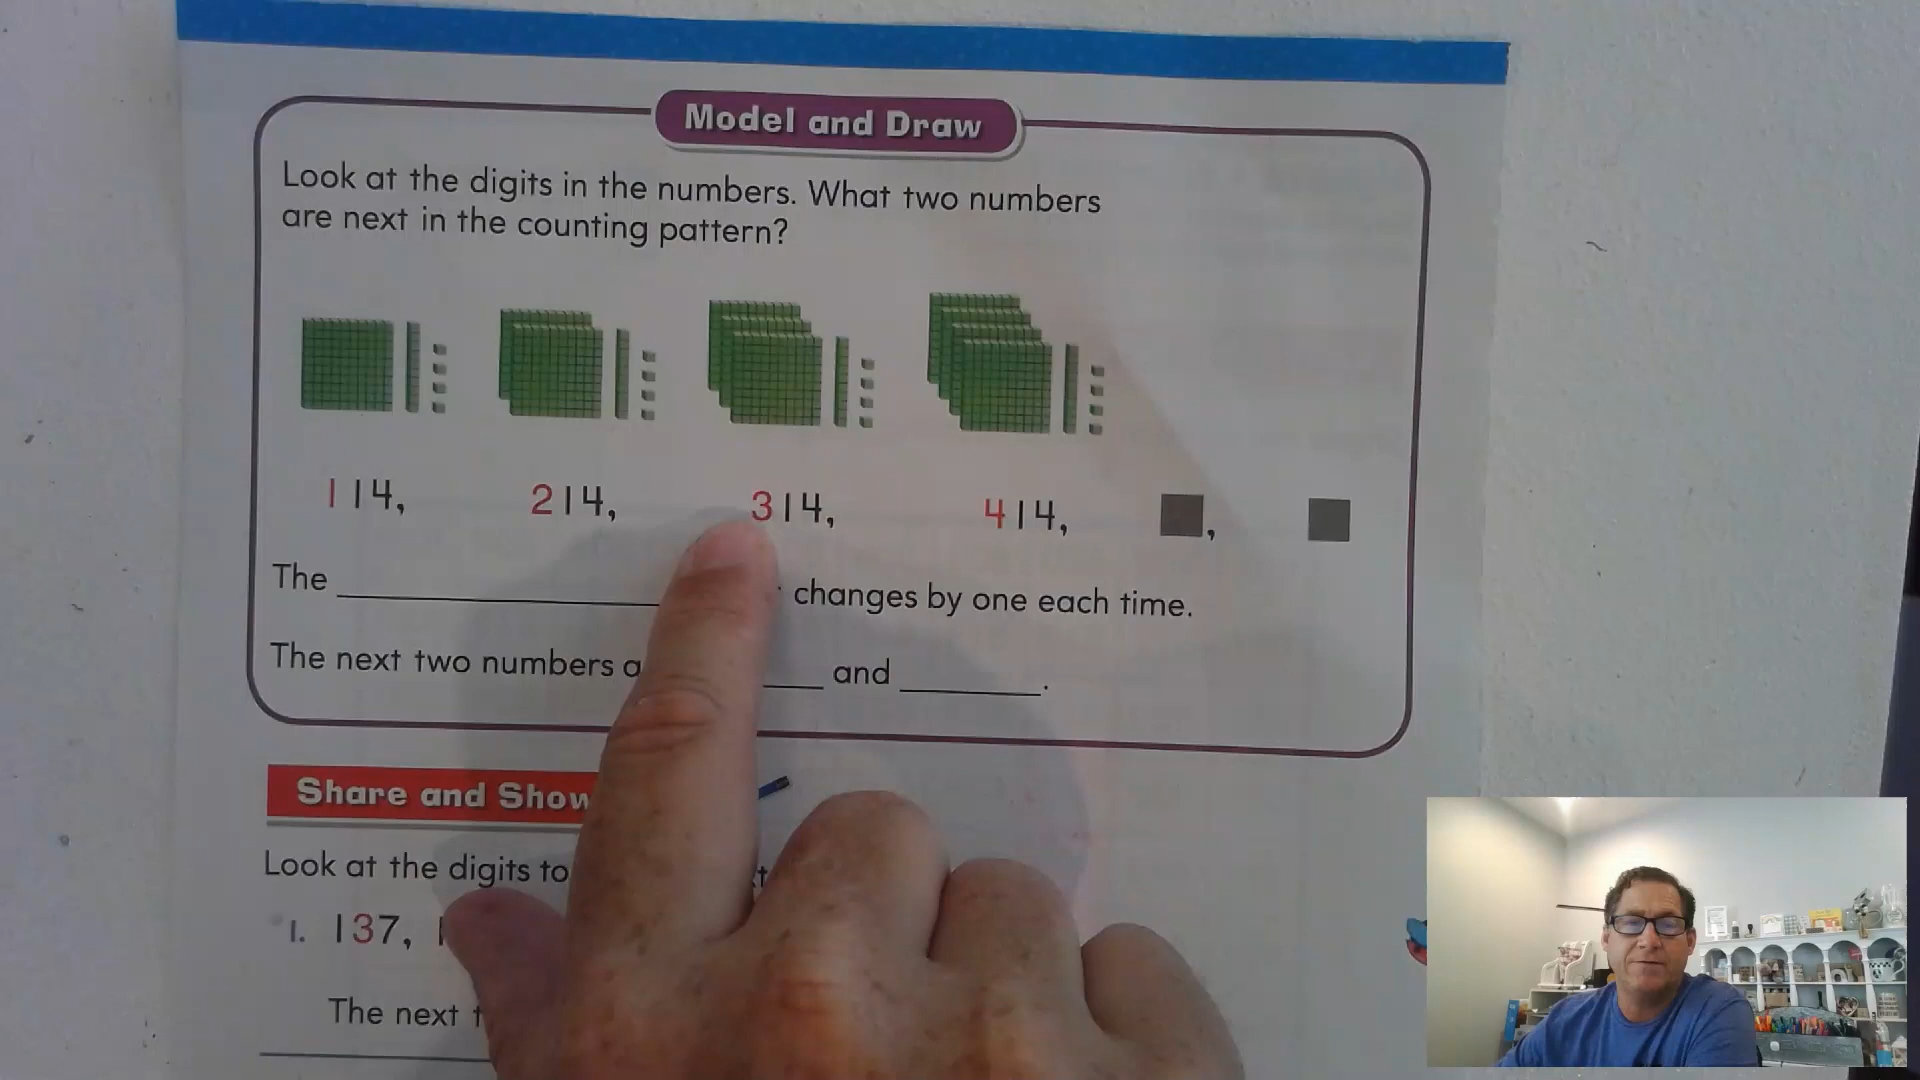 Model and Draw
Look at the digits in the numbers. What two numbers
are next in the counting pattern?
114, 214, 314, 414, ,
The changes by one each time.
The next two numbers and .
Share and Show
Look at the digits to
1. 137,
The next